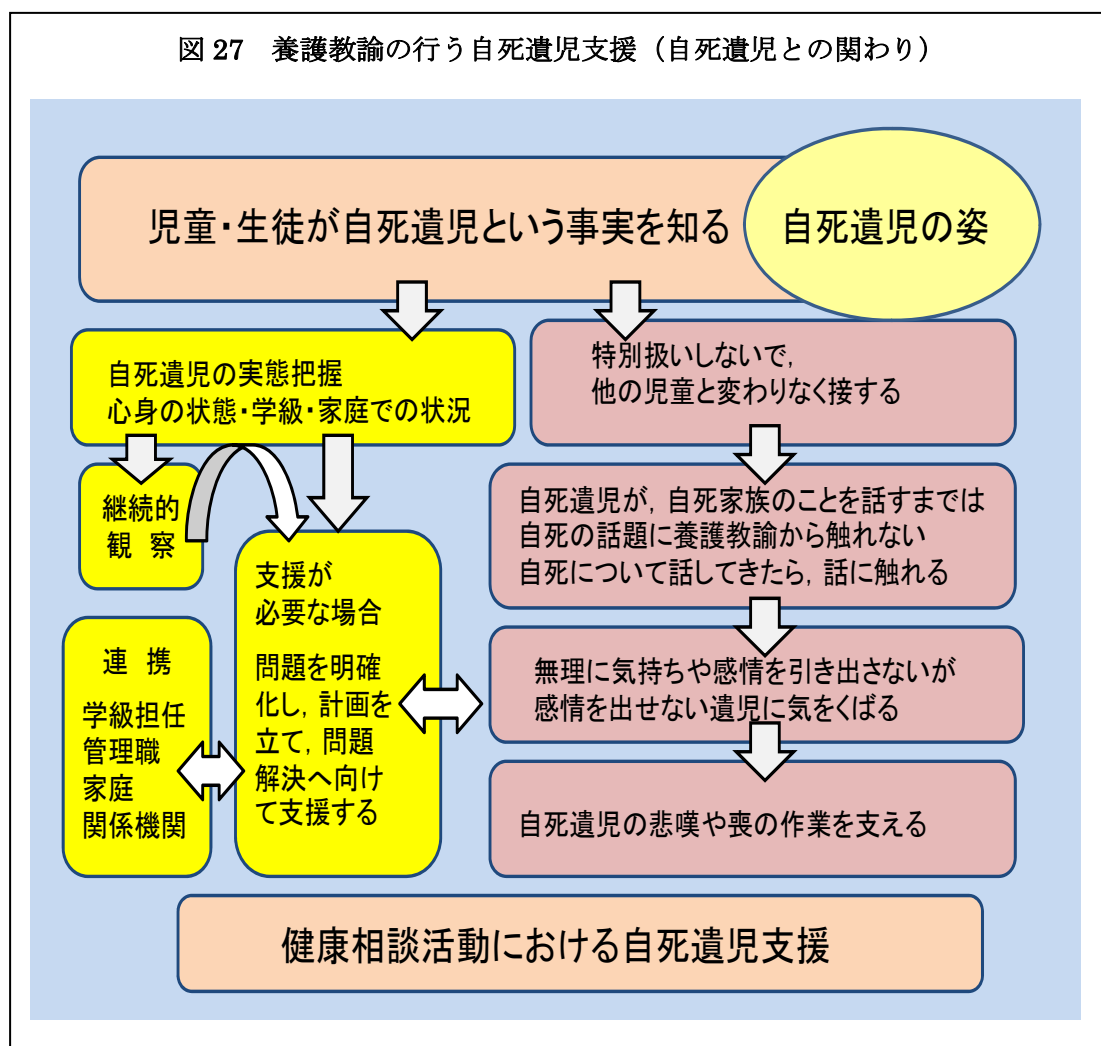 図 27　養護教諭の行う自死遺児支援（自死遺児との関わり）
児童・生徒が自死遺児という事実を知る
自死遺児の姿
自死遺児の実態把握
心身の状態・学級・家庭での状況
継続的
観 察
支援が
必要な場合
問題を明確
化し，計画を
立て，問題
解決へ向け
て支援する
連 携
学級担任
管理職
家庭
関係機関
特別扱いしないで，
他の児童と変わりなく接する
自死遺児が，自死家族のことを話すまでは
自死の話題に養護教諭から触れない
自死について話してきたら，話に触れる
無理に気持ちや感情を引き出さないが
感情を出せない遺児に気をくばる
自死遺児の悲嘆や喪の作業を支える
健康相談活動における自死遺児支援